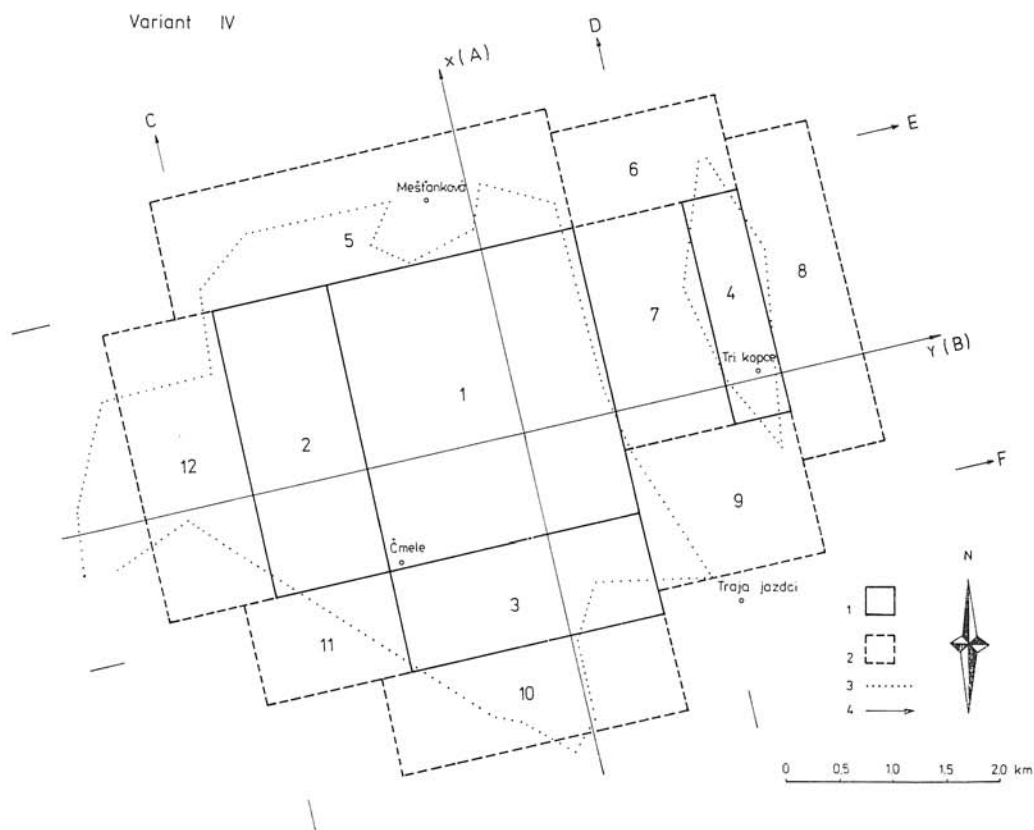 Variant IV
D
x (A)
C
E
6
Mešťanková
5
8
4
7
Tri kopce
Y (B)
1
2
12
F
9
Čmele
N
Traja jazdci
1
3
11
2
10
3
4
0 0,5 1,0 1,5 2,0 km